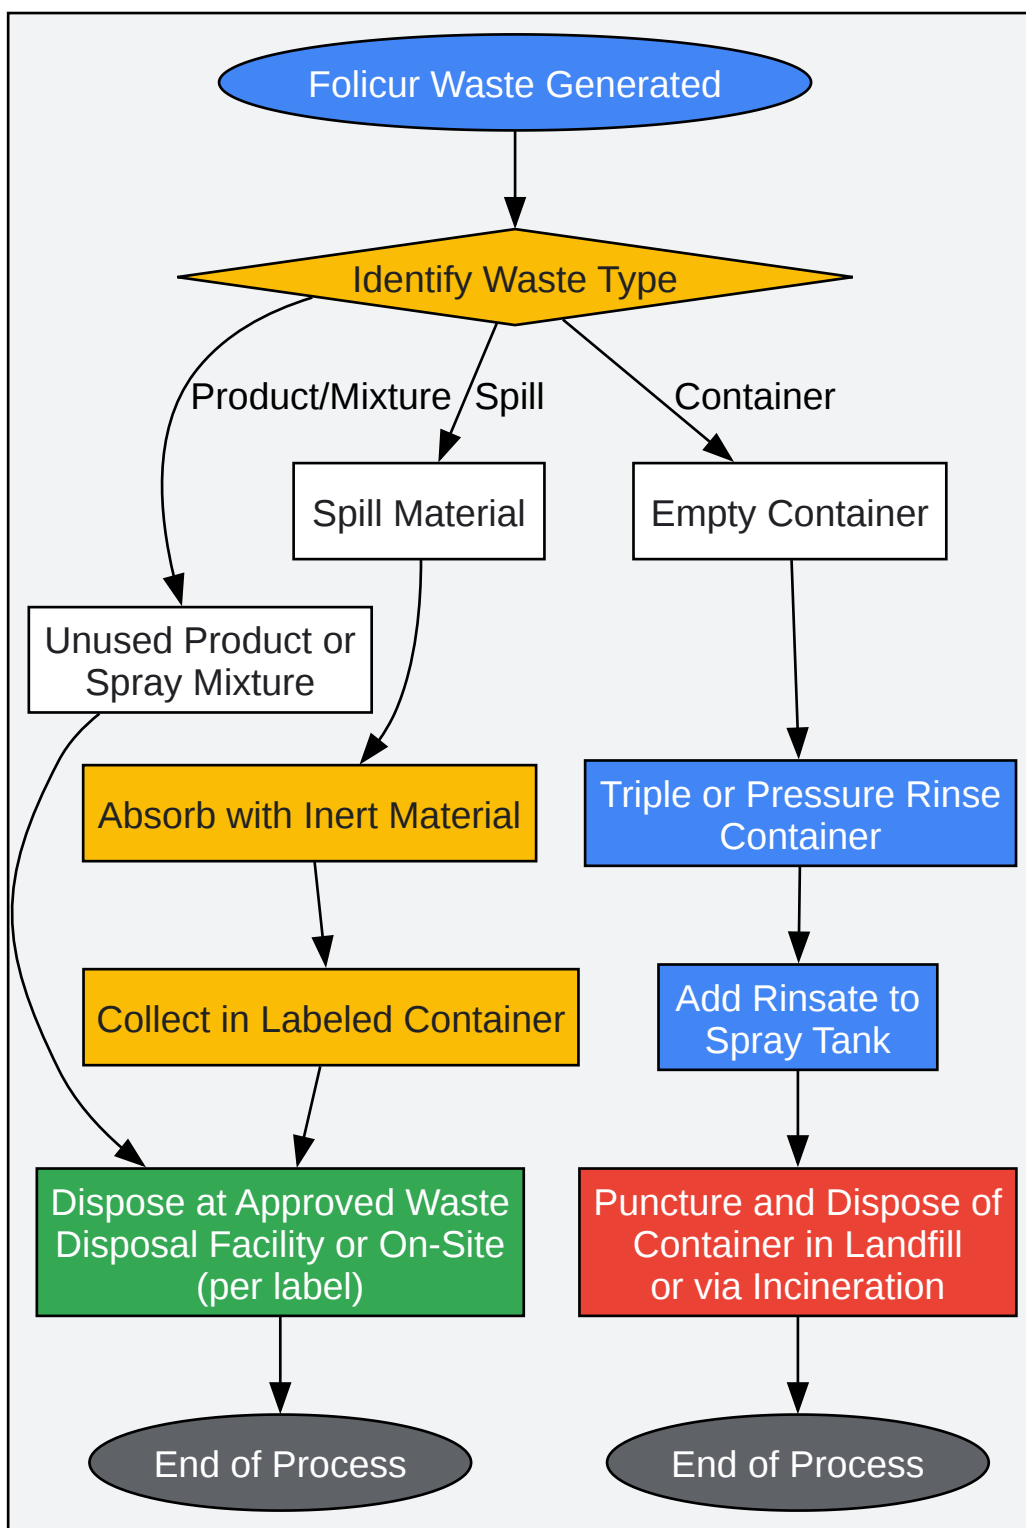 Folicur Waste Generated
Identify Waste Type
Product/Mixture
Spill
Container
Spill Material
Empty Container
Unused Product or
Spray Mixture
Absorb with Inert Material
Triple or Pressure Rinse
Container
Collect in Labeled Container
Add Rinsate to
Spray Tank
Dispose at Approved Waste
Disposal Facility or On-Site
(per label)
Puncture and Dispose of
Container in Landfill
or via Incineration
End of Process
End of Process